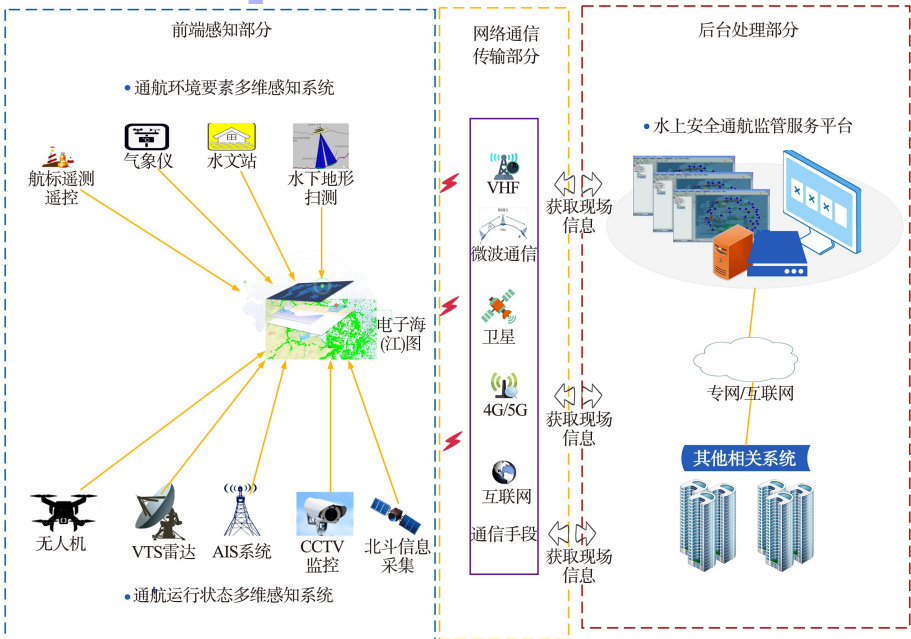 前端感知部分
• 通航环境要素多维感知系统
航标遥测
遥控
气象仪
水文站
水下地形
扫测
电子海
(江)图
无人机
VTS雷达
AIS系统
CCTV
监控
北斗信息
采集
• 通航运行状态多维感知系统
网络通信
传输部分
VHF
微波通信
卫星
4G/5G
互联网
通信手段
获取现场
信息
获取现场
信息
获取现场
信息
后台处理部分
• 水上安全通航监管服务平台
专网/互联网
其他相关系统